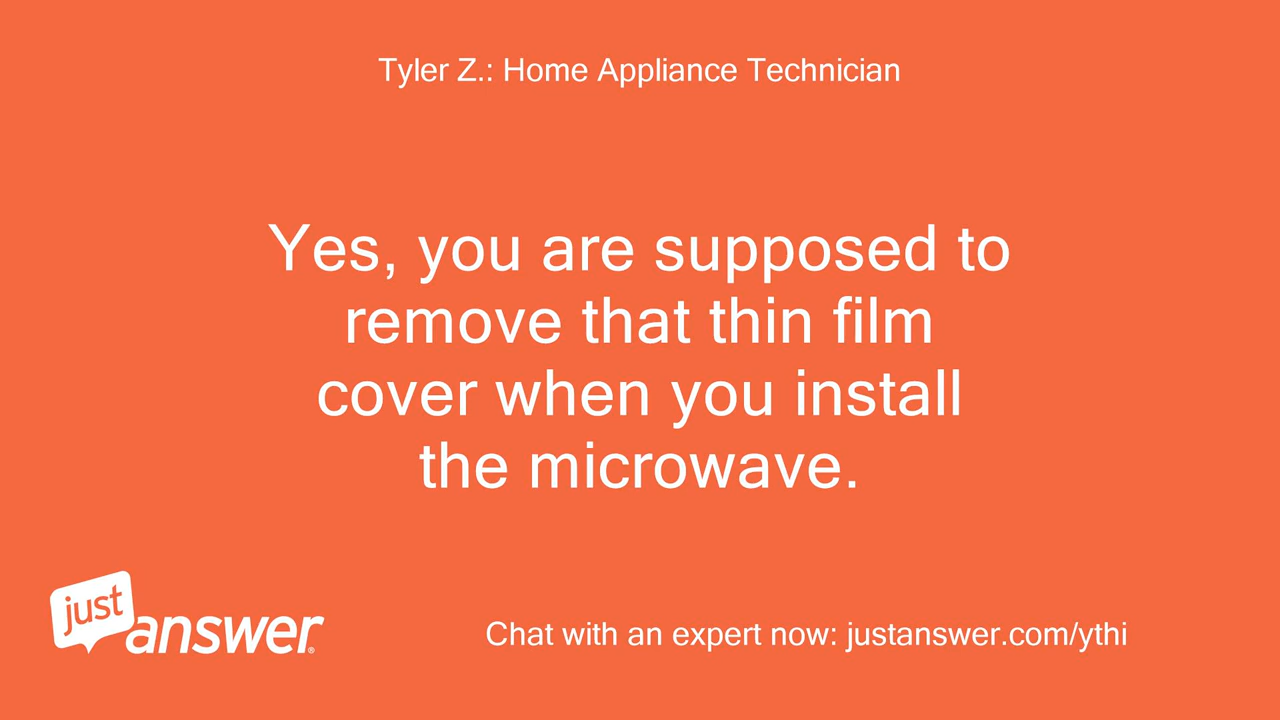 Tyler Z.: Home Appliance Technician
Yes, you are supposed to
remove that thin film
cover when you install
the microwave.
just
answer®
Chat with an expert now: justanswer.com/ythi